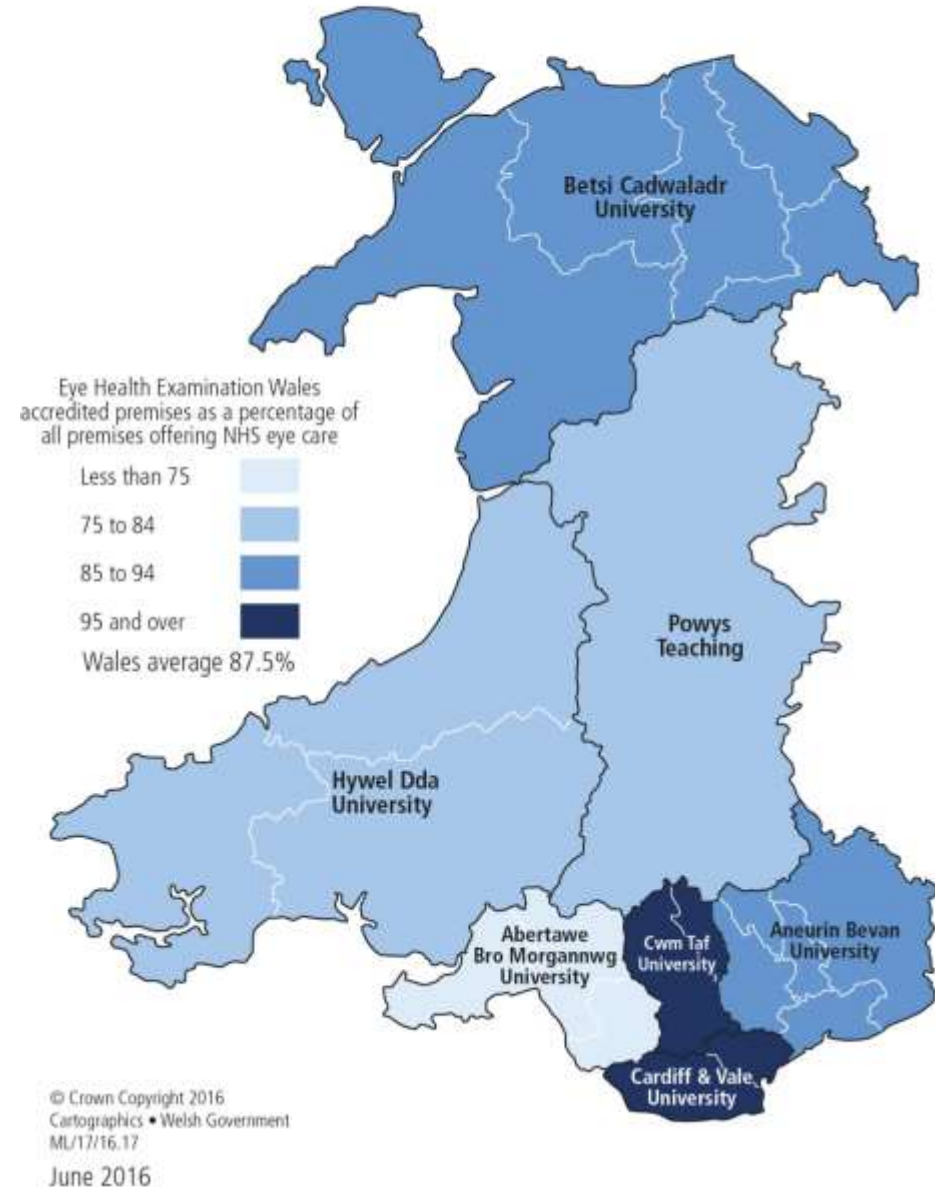 Betsi Cadwaladr
University
Eye Health Examination Wales
accredited premises as a percentage of
all premises offering NHS eye care
Less than 75
75 to 84
85 to 94
95 and over
Wales average 87.5%
Powys
Teaching
Hywel Dda
University
Abertawe
Bro Morgannwg
University
Cwm Taf
University
Aneurin Bevan
University
Cardiff & Vale
University
© Crown Copyright 2016
Cartographics • Welsh Government
ML/17/16.17
June 2016